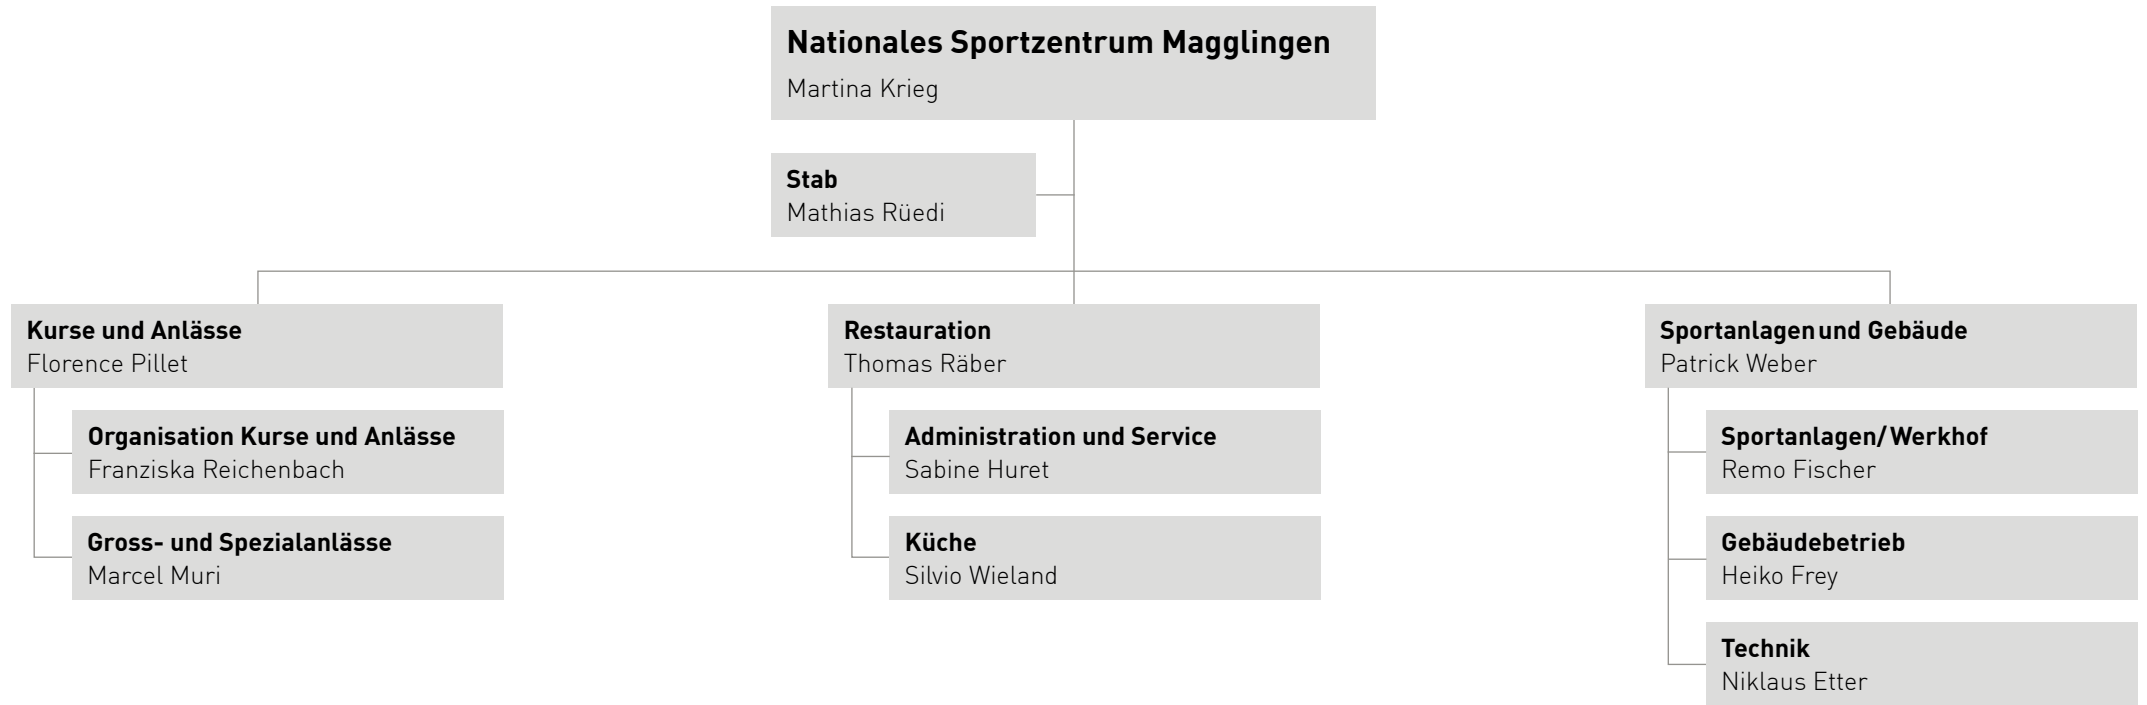 Nationales Sportzentrum Magglingen
Martina Krieg
Stab
Mathias Rüedi
Kurse und Anlässe
Florence Pillet
Organisation Kurse und Anlässe
Franziska Reichenbach
Gross- und Spezialanlässe
Marcel Muri
Restauration
Thomas Räber
Administration und Service
Sabine Huret
Küche
Silvio Wieland
Sportanlagen und Gebäude
Patrick Weber
Sportanlagen/Werkhof
Remo Fischer
Gebäudebetrieb
Heiko Frey
Technik
Niklaus Etter